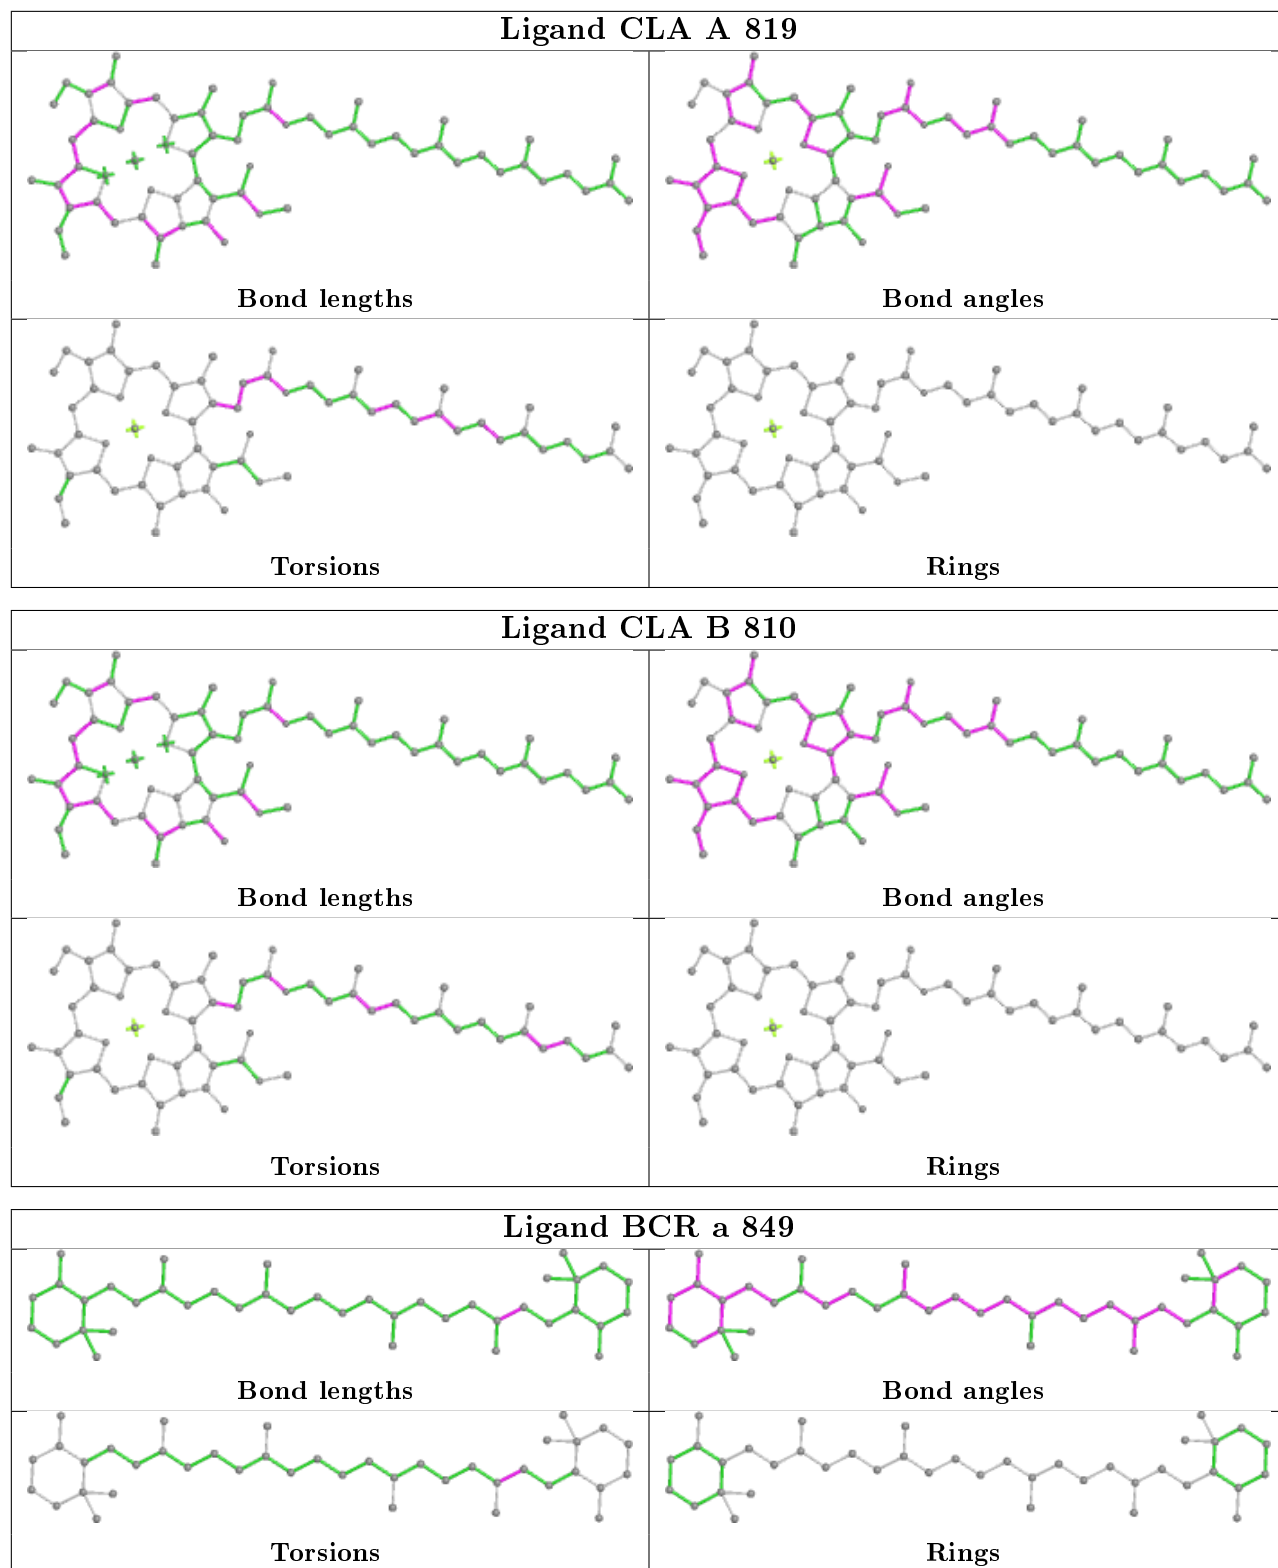 Ligand CLA A 819
Bond lengths
Bond angles
Torsions
Rings
Ligand CLA B 810
Bond lengths
Bond angles
Torsions
Rings
Ligand BCR a 849
Bond lengths
Bond angles
Torsions
Rings